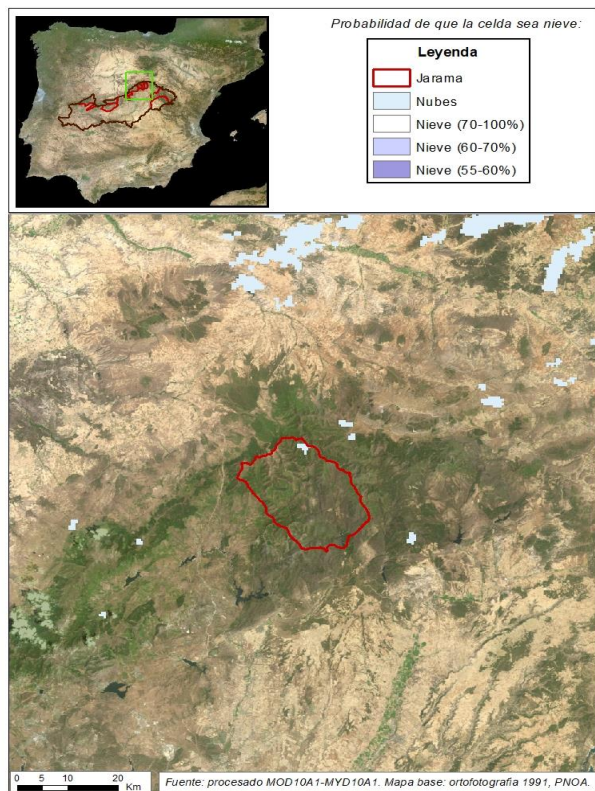 Probabilidad de que la celda sea nieve:
Leyenda
Jarama
Nubes
Nieve (70-100%)
Nieve (60-70%)
Nieve (55-60%)
0 5 10 20
Km
Fuente: procesado MOD10A1-MYD10A1. Mapa base: ortofotografia 1991, PNOA.